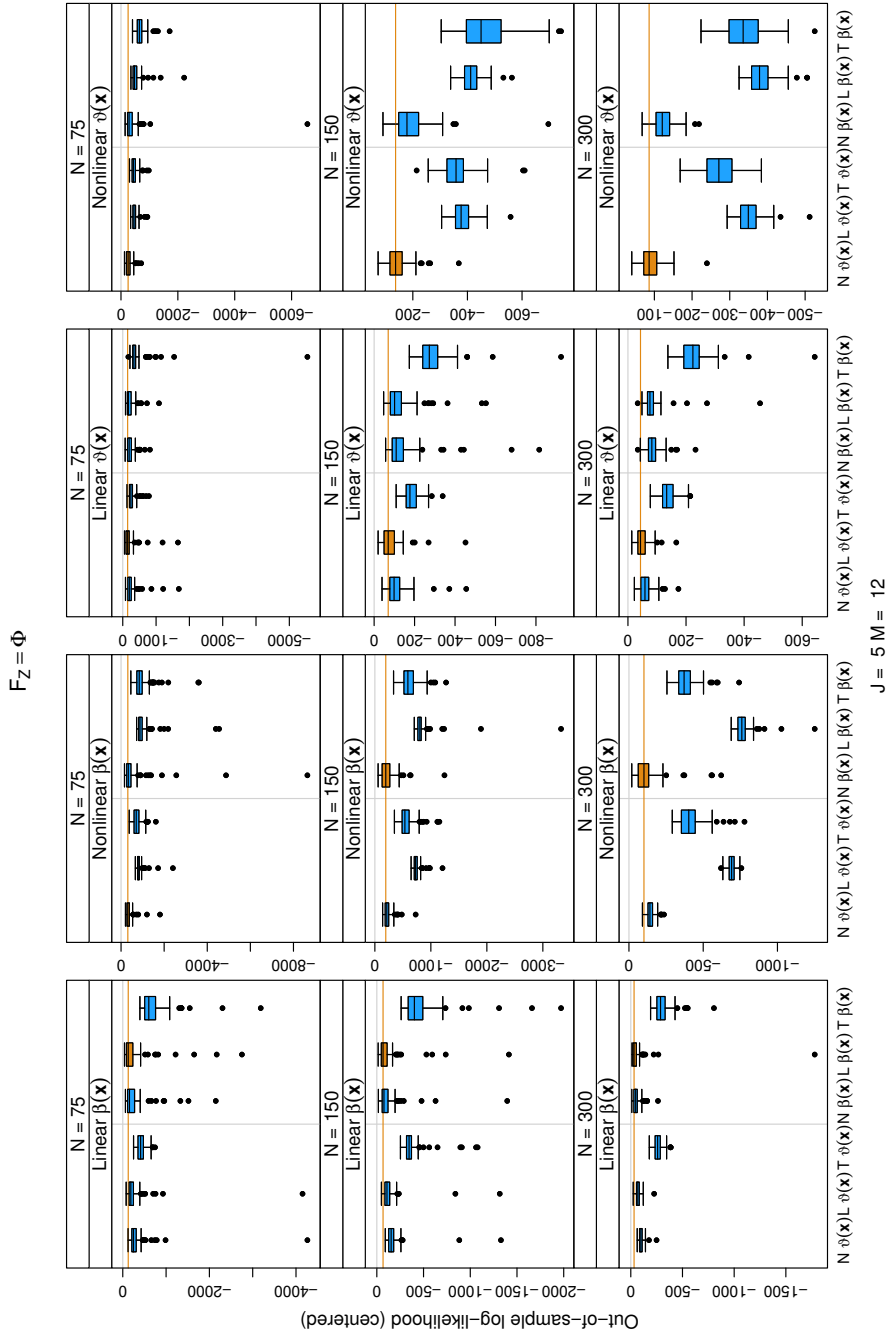 F_Z = Φ
Out−of−sample log−likelihood (centered)
N = 75
Linear β(x)
0
−2000
−4000
N = 75
Nonlinear β(x)
0
−4000
−8000
N = 75
Linear ϑ(x)
0
−1000
−3000
−5000
N = 75
Nonlinear ϑ(x)
0
−2000
−4000
−6000
N = 150
Linear β(x)
0
−500
−1000
−1500
−2000
N = 150
Nonlinear β(x)
0
−1000
−2000
−3000
N = 150
Linear ϑ(x)
0
−200
−400
−600
−800
N = 150
Nonlinear ϑ(x)
−200
−400
−600
N = 300
Linear β(x)
0
−500
−1000
−1500
N = 300
Nonlinear β(x)
0
−500
−1000
N = 300
Linear ϑ(x)
0
−200
−400
−600
N = 300
Nonlinear ϑ(x)
−100
−200
−300
−400
−500
N ϑ(x) L ϑ(x) T ϑ(x) N β(x) L β(x) T β(x)
N ϑ(x) L ϑ(x) T ϑ(x) N β(x) L β(x) T β(x)
N ϑ(x) L ϑ(x) T ϑ(x) N β(x) L β(x) T β(x)
N ϑ(x) L ϑ(x) T ϑ(x) N β(x) L β(x) T β(x)
J = 5 M = 12